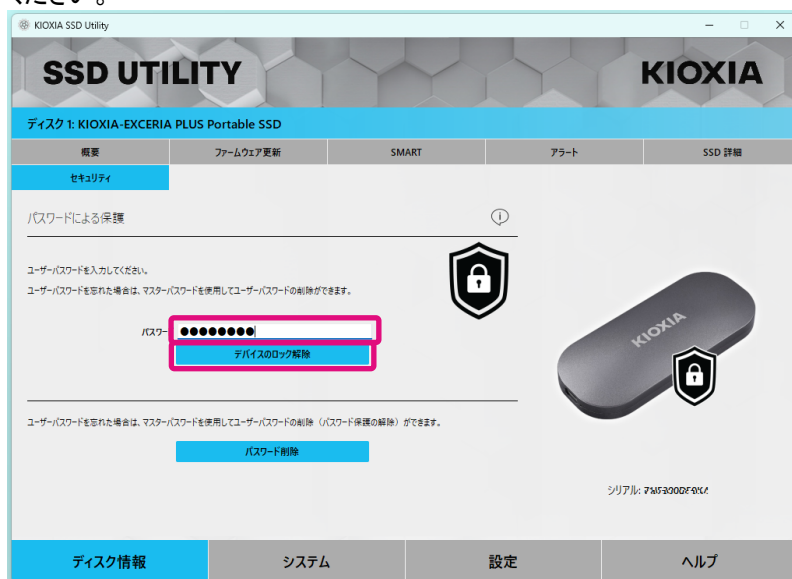 ください。
KIOXIA SSD Utility
SSD UTILITY
KIOXIA
ディスク 1: KIOXIA-EXCERIA PLUS Portable SSD
概要 ファームウェア更新 SMART アラート SSD 詳細
セキュリティ
パスワードによる保護
ユーザーパスワードを入力してください。
ユーザーパスワードを忘れた場合は、マスターパスワードを使用してユーザーパスワードの削除ができます。
パスワー
●●●●●●●●
デバイスのロック解除
KIOXIA
ユーザーパスワードを忘れた場合は、マスターパスワードを使用してユーザーパスワードの削除（パスワード保護の解除）ができます。
パスワード削除
シリアル:
ディスク情報 システム 設定 ヘルプ